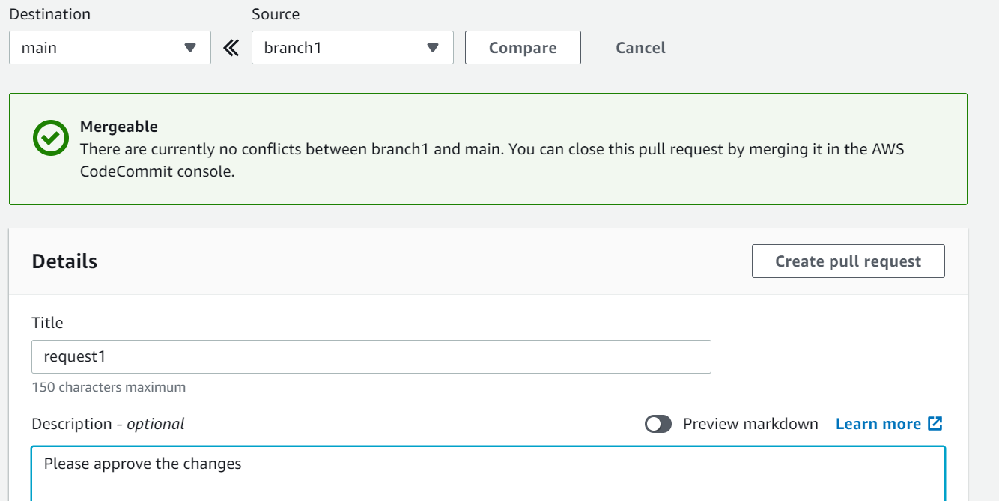 Destination Source
main branch1 Compare Cancel
Mergeable
There are currently no conflicts between branch1 and main. You can close this pull request by merging it in the AWS
CodeCommit console.
Details Create pull request
Title
request1
150 characters maximum
Description - optional Preview markdown Learn more
Please approve the changes